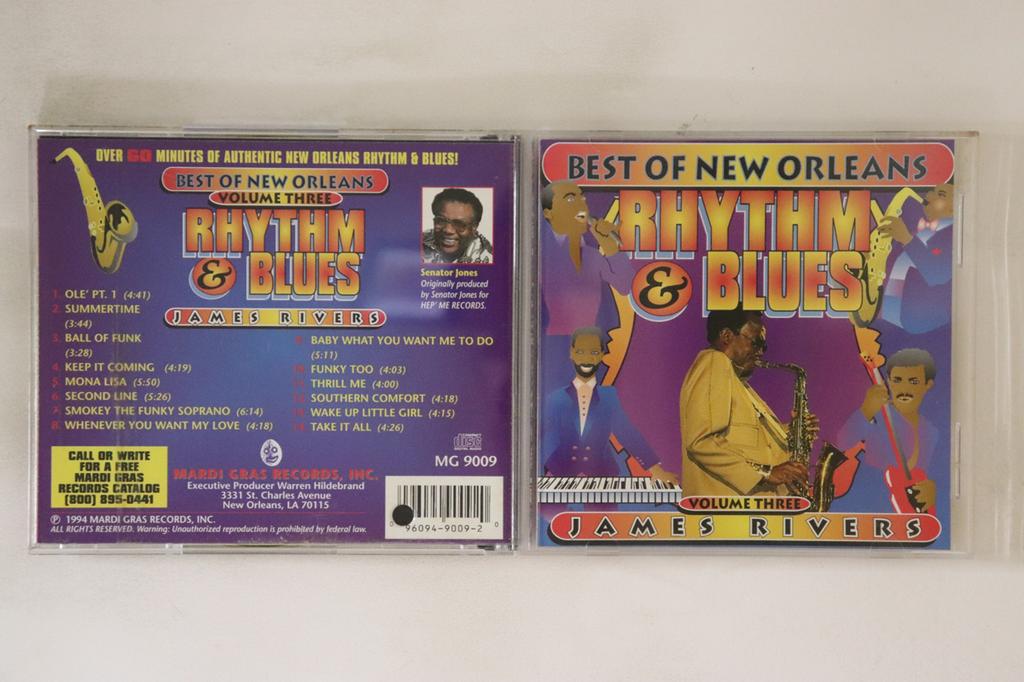 OVER 60 MINUTES OF AUTHENTIC NEW ORLEANS RHYTHM & BLUES!
BEST OF NEW ORLEANS
VOLUME THREE
RHYTHM
& BLUES
JAMES RIVERS
Senator Jones
Originally produced
by Senator Jones for
HEP' ME RECORDS.
1. OLE' PT. 1 (4:41)
2. SUMMERTIME
(3:44)
3. BALL OF FUNK
(3:28)
4. KEEP IT COMING (4:19)
5. MONA LISA (5:50)
6. SECOND LINE (5:26)
7. SMOKEY THE FUNKY SOPRANO (6:14)
8. WHENEVER YOU WANT MY LOVE (4:18)
9. BABY WHAT YOU WANT ME TO DO
(5:11)
10. FUNKY TOO (4:03)
11. THRILL ME (4:00)
12. SOUTHERN COMFORT (4:18)
13. WAKE UP LITTLE GIRL (4:15)
14. TAKE IT ALL (4:26)
CALL OR WRITE
FOR A FREE
MARDI GRAS
RECORDS CATALOG
(800) 895-0441
MARDI GRAS RECORDS, INC.
Executive Producer Warren Hildebrand
3331 St. Charles Avenue
New Orleans, LA 70115
COMPACT
disc
DIGITAL AUDIO
MG 9009
0 96094-9009-2 0
℗ 1994 MARDI GRAS RECORDS, INC.
ALL RIGHTS RESERVED. Warning: Unauthorized reproduction is prohibited by federal law.
BEST OF NEW ORLEANS
RHYTHM
& BLUES
VOLUME THREE
JAMES RIVERS